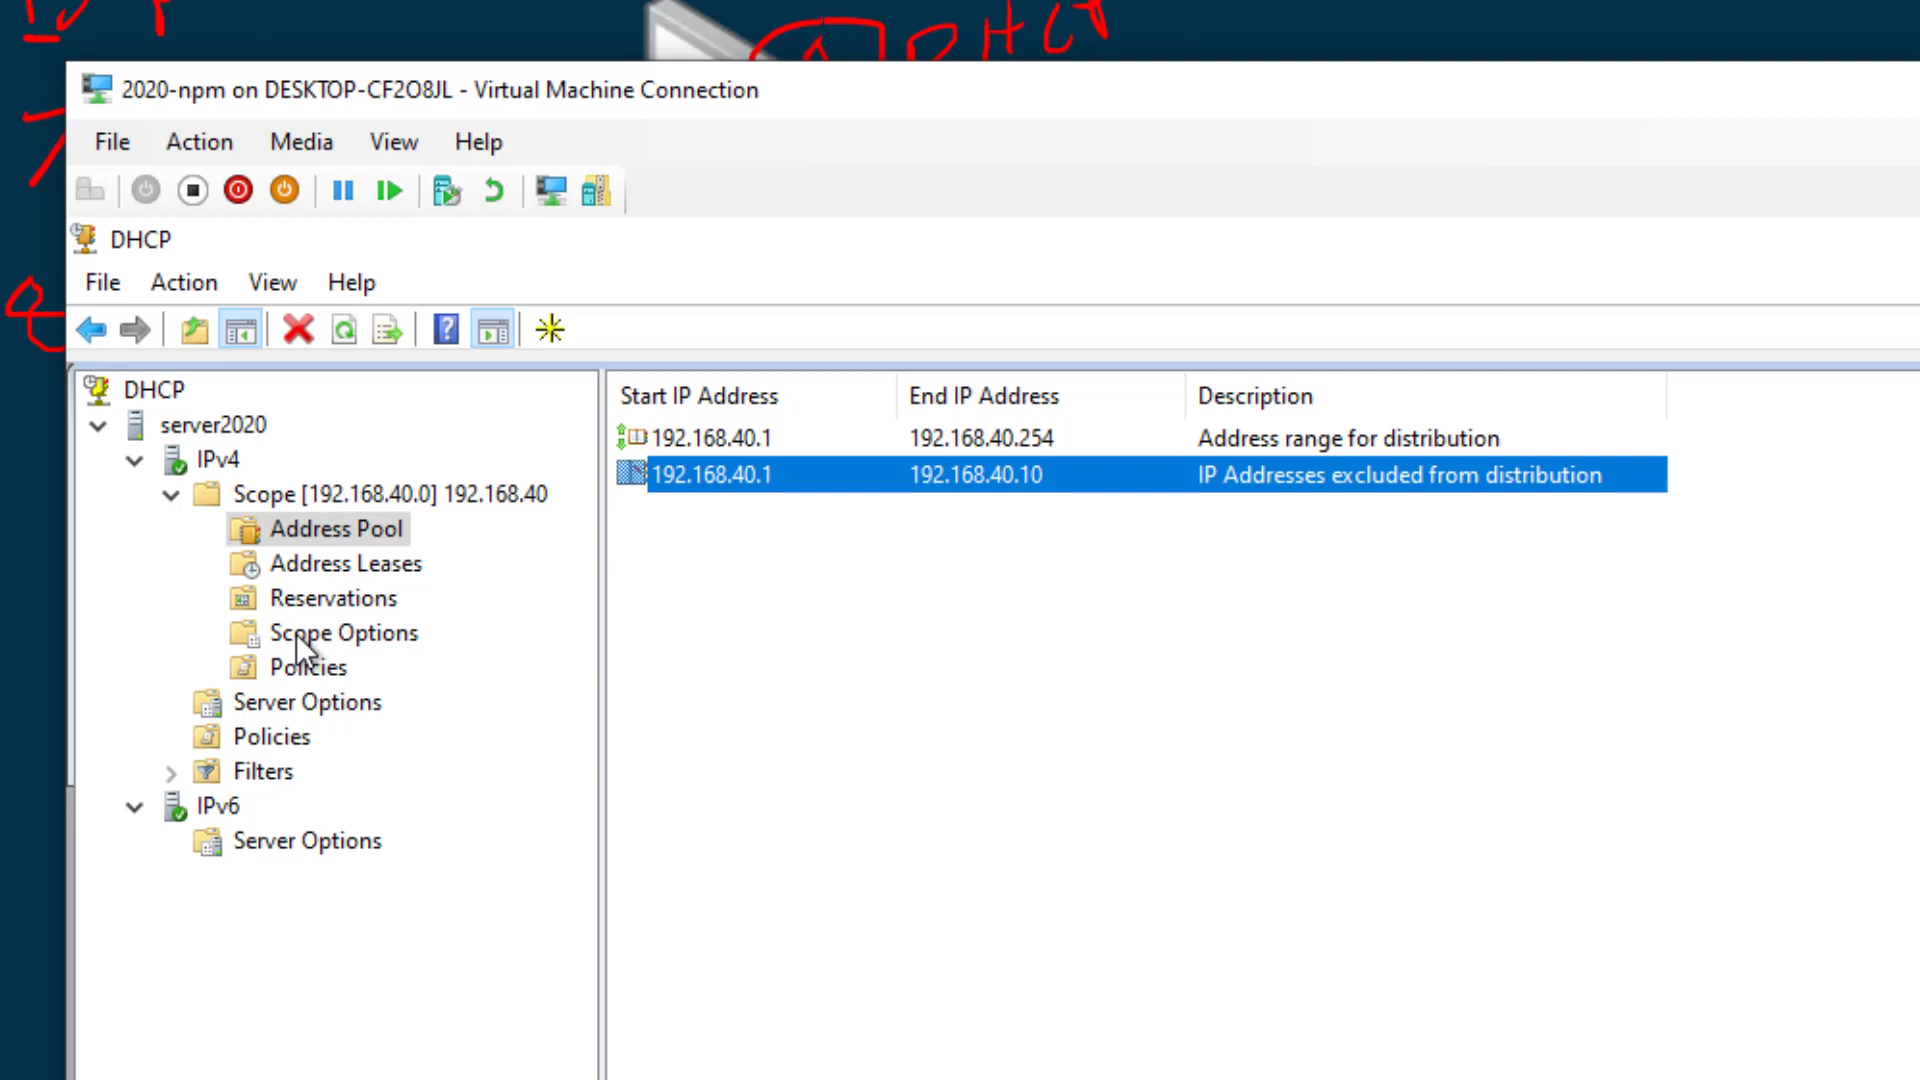 DHCP
2020-npm on DESKTOP-CF2O8JL - Virtual Machine Connection
File Action Media View Help
DHCP
File Action View Help
DHCP
server2020
IPv4
Scope [192.168.40.0] 192.168.40
Address Pool
Address Leases
Reservations
Scope Options
Policies
Server Options
Policies
Filters
IPv6
Server Options
Start IP Address End IP Address Description
192.168.40.1 192.168.40.254 Address range for distribution
192.168.40.1 192.168.40.10 IP Addresses excluded from distribution